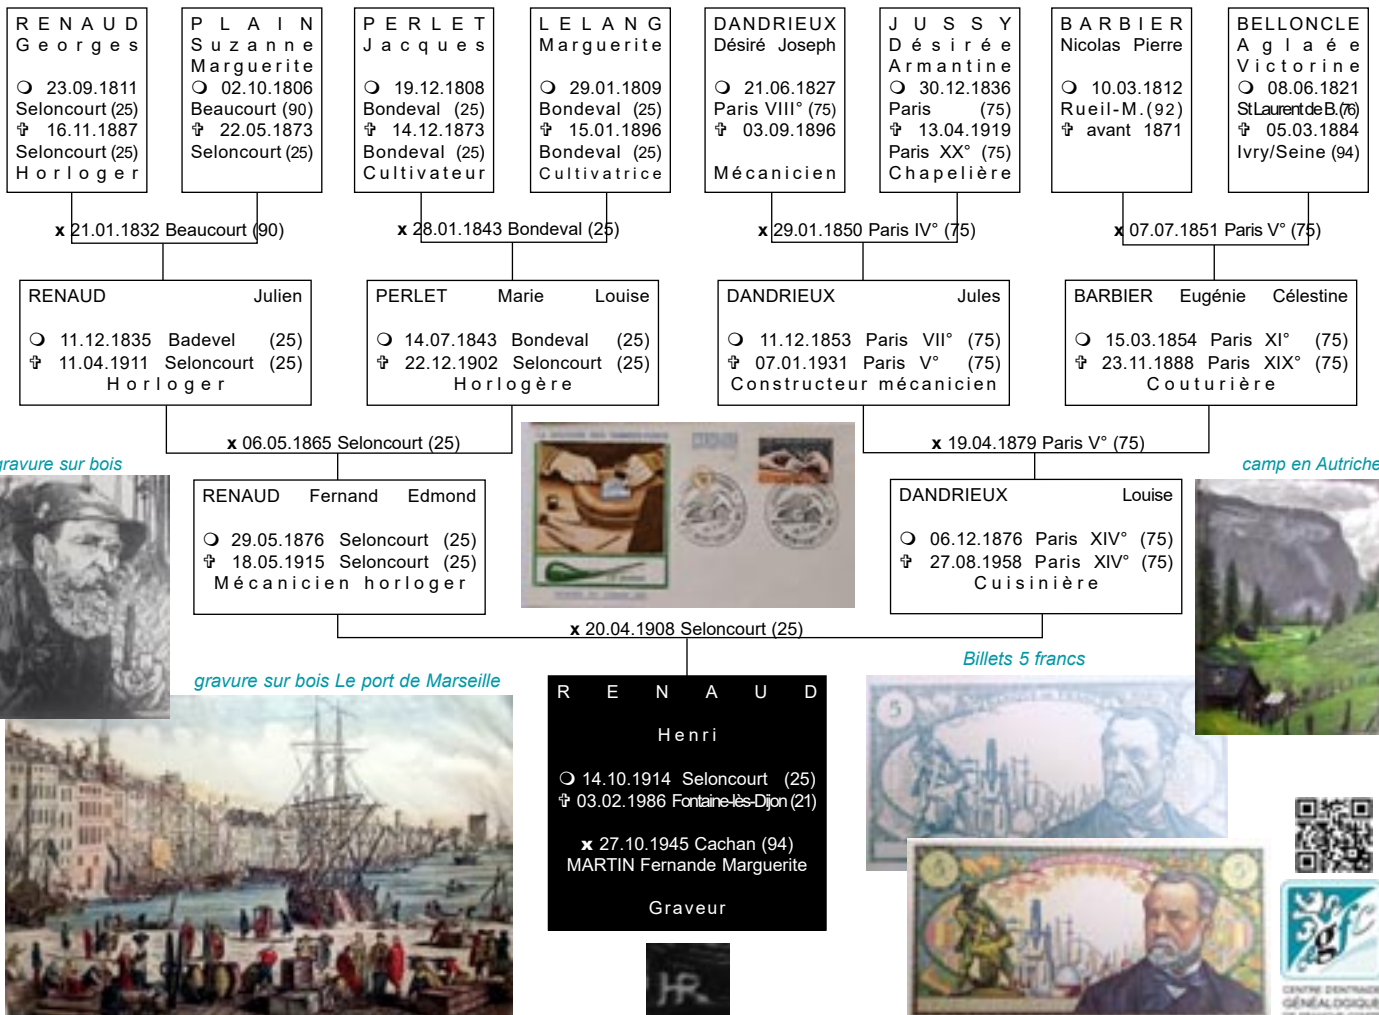 RENAUD
Georges
❍ 23.09.1811
Seloncourt (25)
✞ 16.11.1887
Seloncourt (25)
Horloger
PLAIN
Suzanne
Marguerite
❍ 02.10.1806
Beaucourt (90)
✞ 22.05.1873
Seloncourt (25)
PERLET
Jacques
❍ 19.12.1808
Bondeval (25)
✞ 14.12.1873
Bondeval (25)
Cultivateur
LELANG
Marguerite
❍ 29.01.1809
Bondeval (25)
✞ 15.01.1896
Bondeval (25)
Cultivatrice
DANDRIEUX
Désiré Joseph
❍ 21.06.1827
Paris VIII° (75)
✞ 03.09.1896
Mécanicien
JUSSY
Désirée
Armantine
❍ 30.12.1836
Paris (75)
✞ 13.04.1919
Paris XX° (75)
Chapelière
BARBIER
Nicolas Pierre
❍ 10.03.1812
Rueil-M. (92)
✞ avant 1871
BELLONCLE
Aglaée
Victorine
❍ 08.06.1821
St Laurent de B. (76)
✞ 05.03.1884
Ivry/Seine (94)
x 21.01.1832 Beaucourt (90)
x 28.01.1843 Bondeval (25)
x 29.01.1850 Paris IV° (75)
x 07.07.1851 Paris V° (75)
RENAUD Julien
❍ 11.12.1835 Badevel (25)
✞ 11.04.1911 Seloncourt (25)
Horloger
PERLET Marie Louise
❍ 14.07.1843 Bondeval (25)
✞ 22.12.1902 Seloncourt (25)
Horlogère
DANDRIEUX Jules
❍ 11.12.1853 Paris VII° (75)
✞ 07.01.1931 Paris V° (75)
Constructeur mécanicien
BARBIER Eugénie Célestine
❍ 15.03.1854 Paris XI° (75)
✞ 23.11.1888 Paris XIX° (75)
Couturière
x 06.05.1865 Seloncourt (25)
x 19.04.1879 Paris V° (75)
gravure sur bois
camp en Autriche
RENAUD Fernand Edmond
❍ 29.05.1876 Seloncourt (25)
✞ 18.05.1915 Seloncourt (25)
Mécanicien horloger
DANDRIEUX Louise
❍ 06.12.1876 Paris XIV° (75)
✞ 27.08.1958 Paris XIV° (75)
Cuisinière
x 20.04.1908 Seloncourt (25)
gravure sur bois Le port de Marseille
Billets 5 francs
RENAUD
Henri
❍ 14.10.1914 Seloncourt (25)
✞ 03.02.1986 Fontaine-lès-Dijon (21)
x 27.10.1945 Cachan (94)
MARTIN Fernande Marguerite
Graveur
HR
5
5
5
gfc
CENTRE D'ENTRAIDE
GÉNÉALOGIQUE